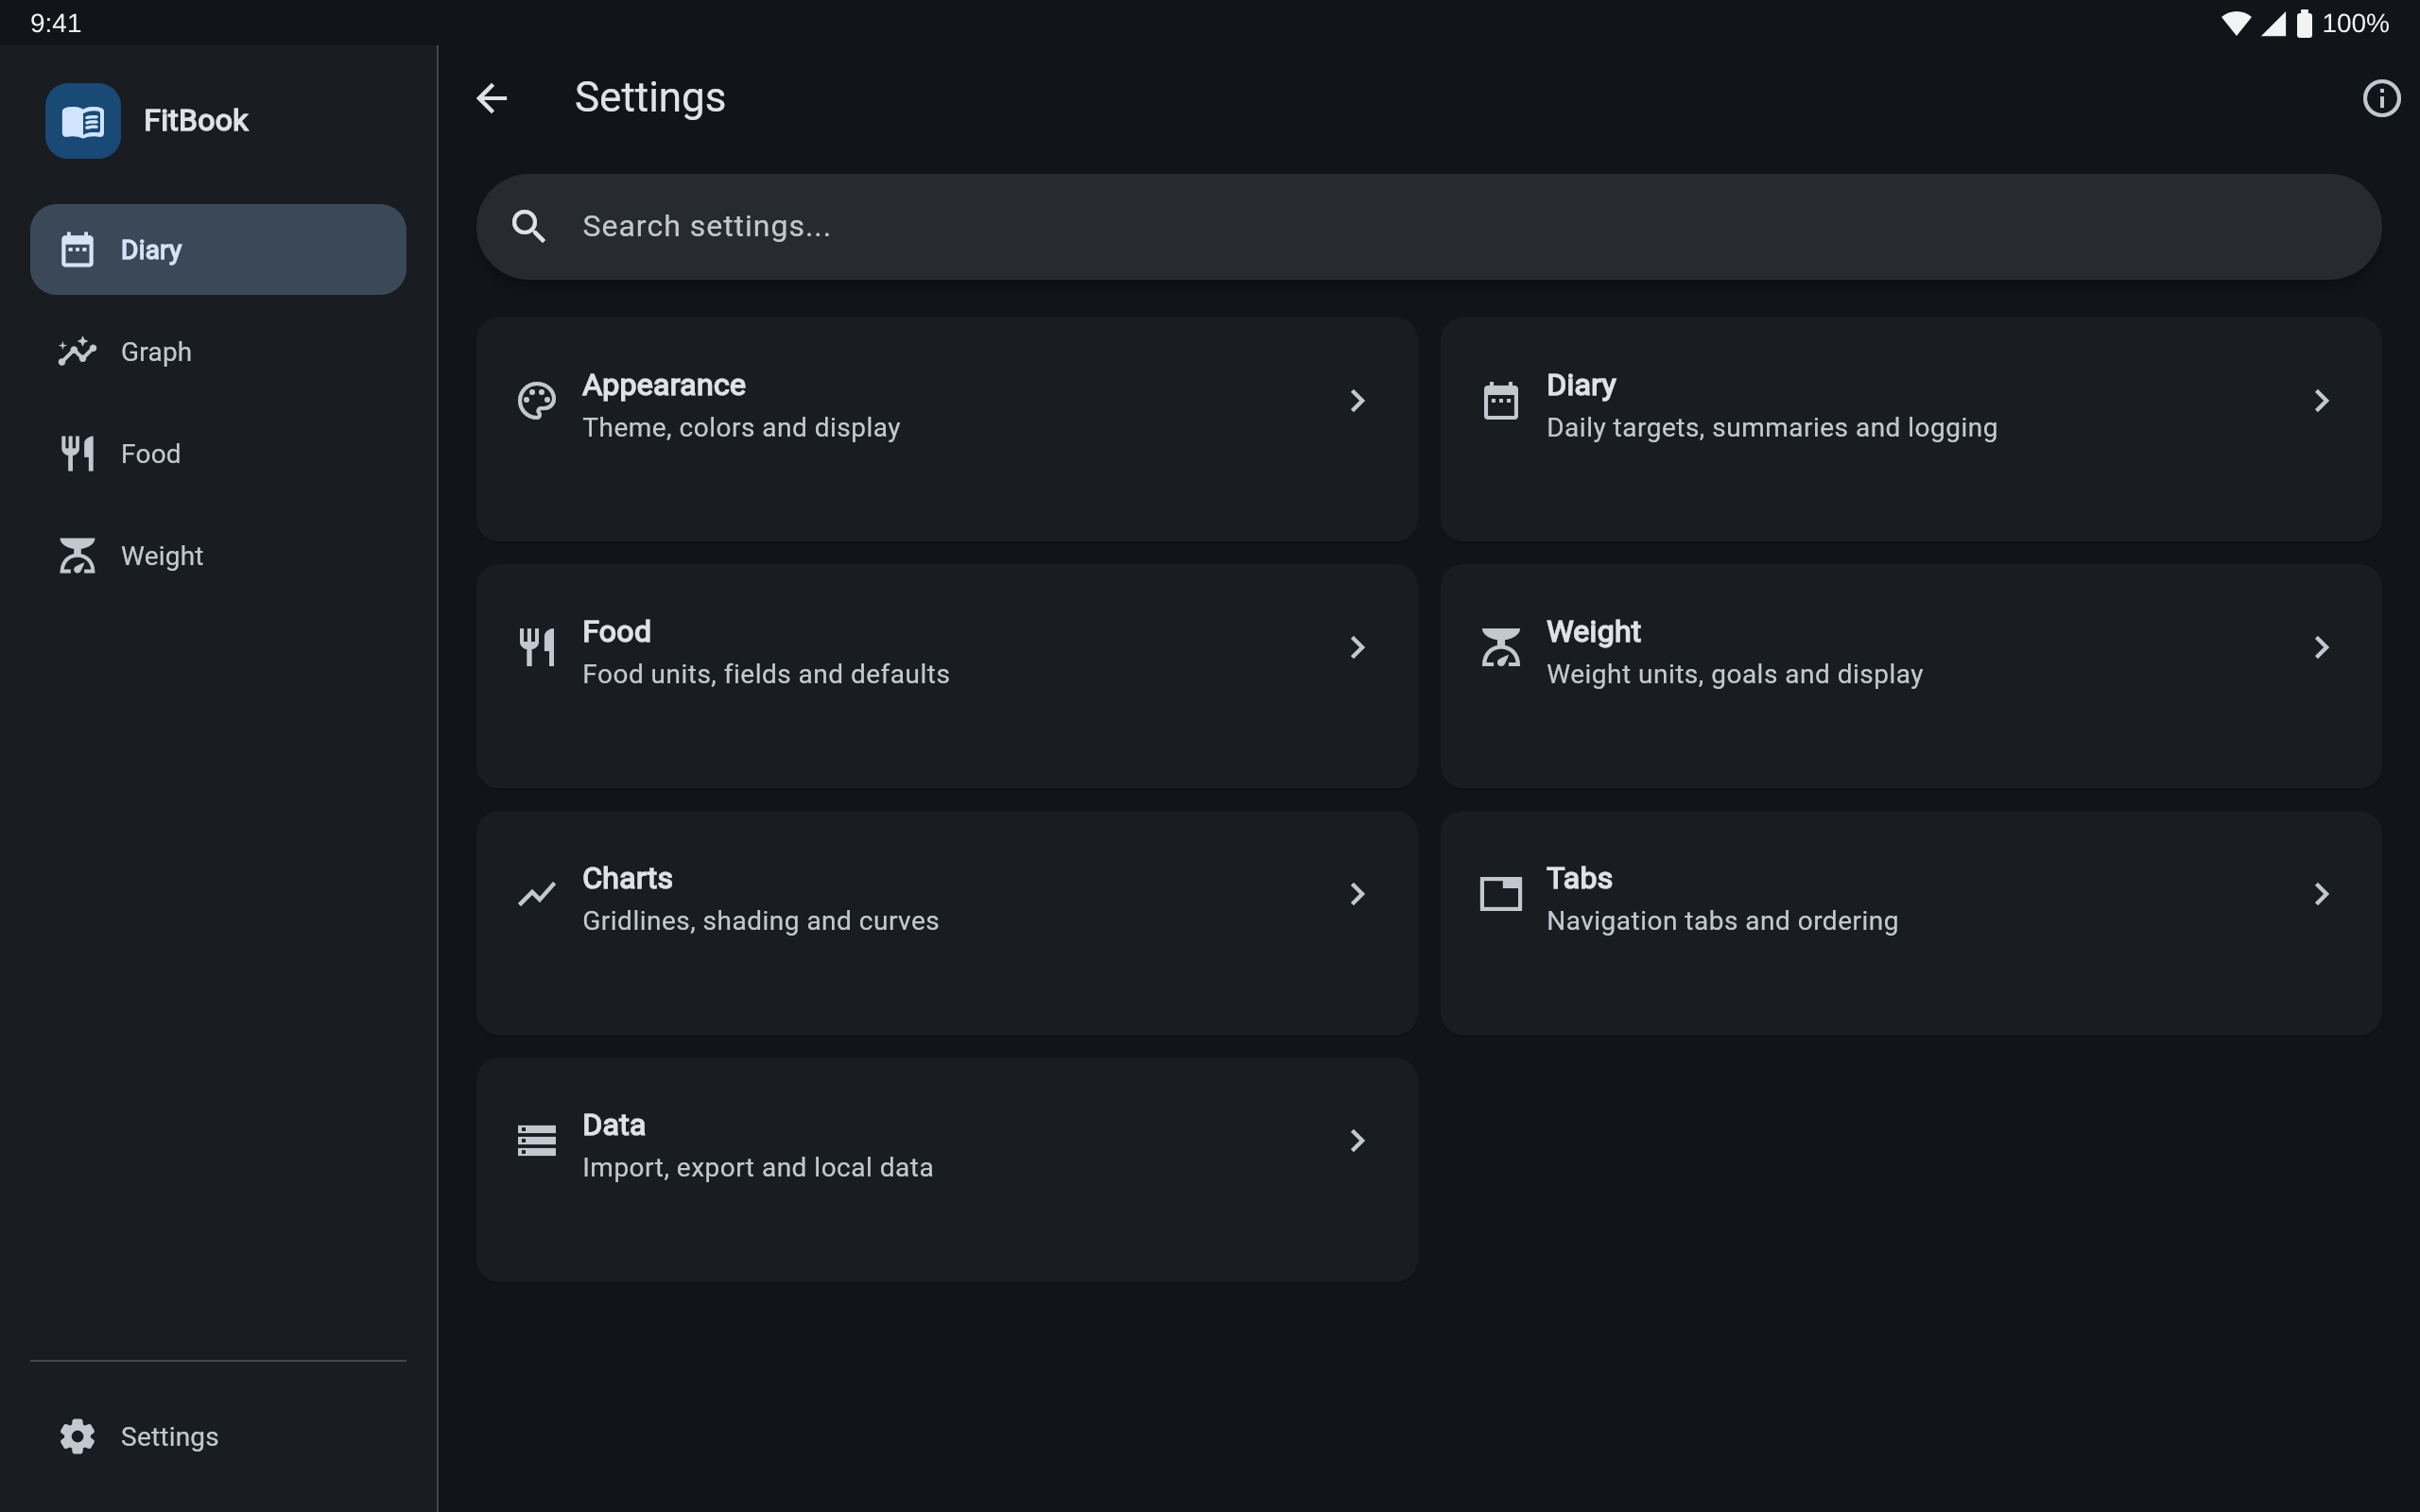 9:41
100%
FitBook
Diary
Graph
Food
Weight
Settings
Settings
Search settings...
Appearance
Theme, colors and display
Diary
Daily targets, summaries and logging
Food
Food units, fields and defaults
Weight
Weight units, goals and display
Charts
Gridlines, shading and curves
Tabs
Navigation tabs and ordering
Data
Import, export and local data